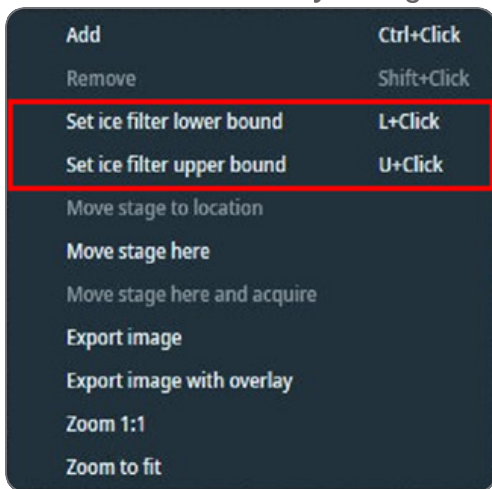 Add Ctrl+Click
Remove Shift+Click
Set ice filter lower bound L+Click
Set ice filter upper bound U+Click
Move stage to location
Move stage here
Move stage here and acquire
Export image
Export image with overlay
Zoom 1:1
Zoom to fit